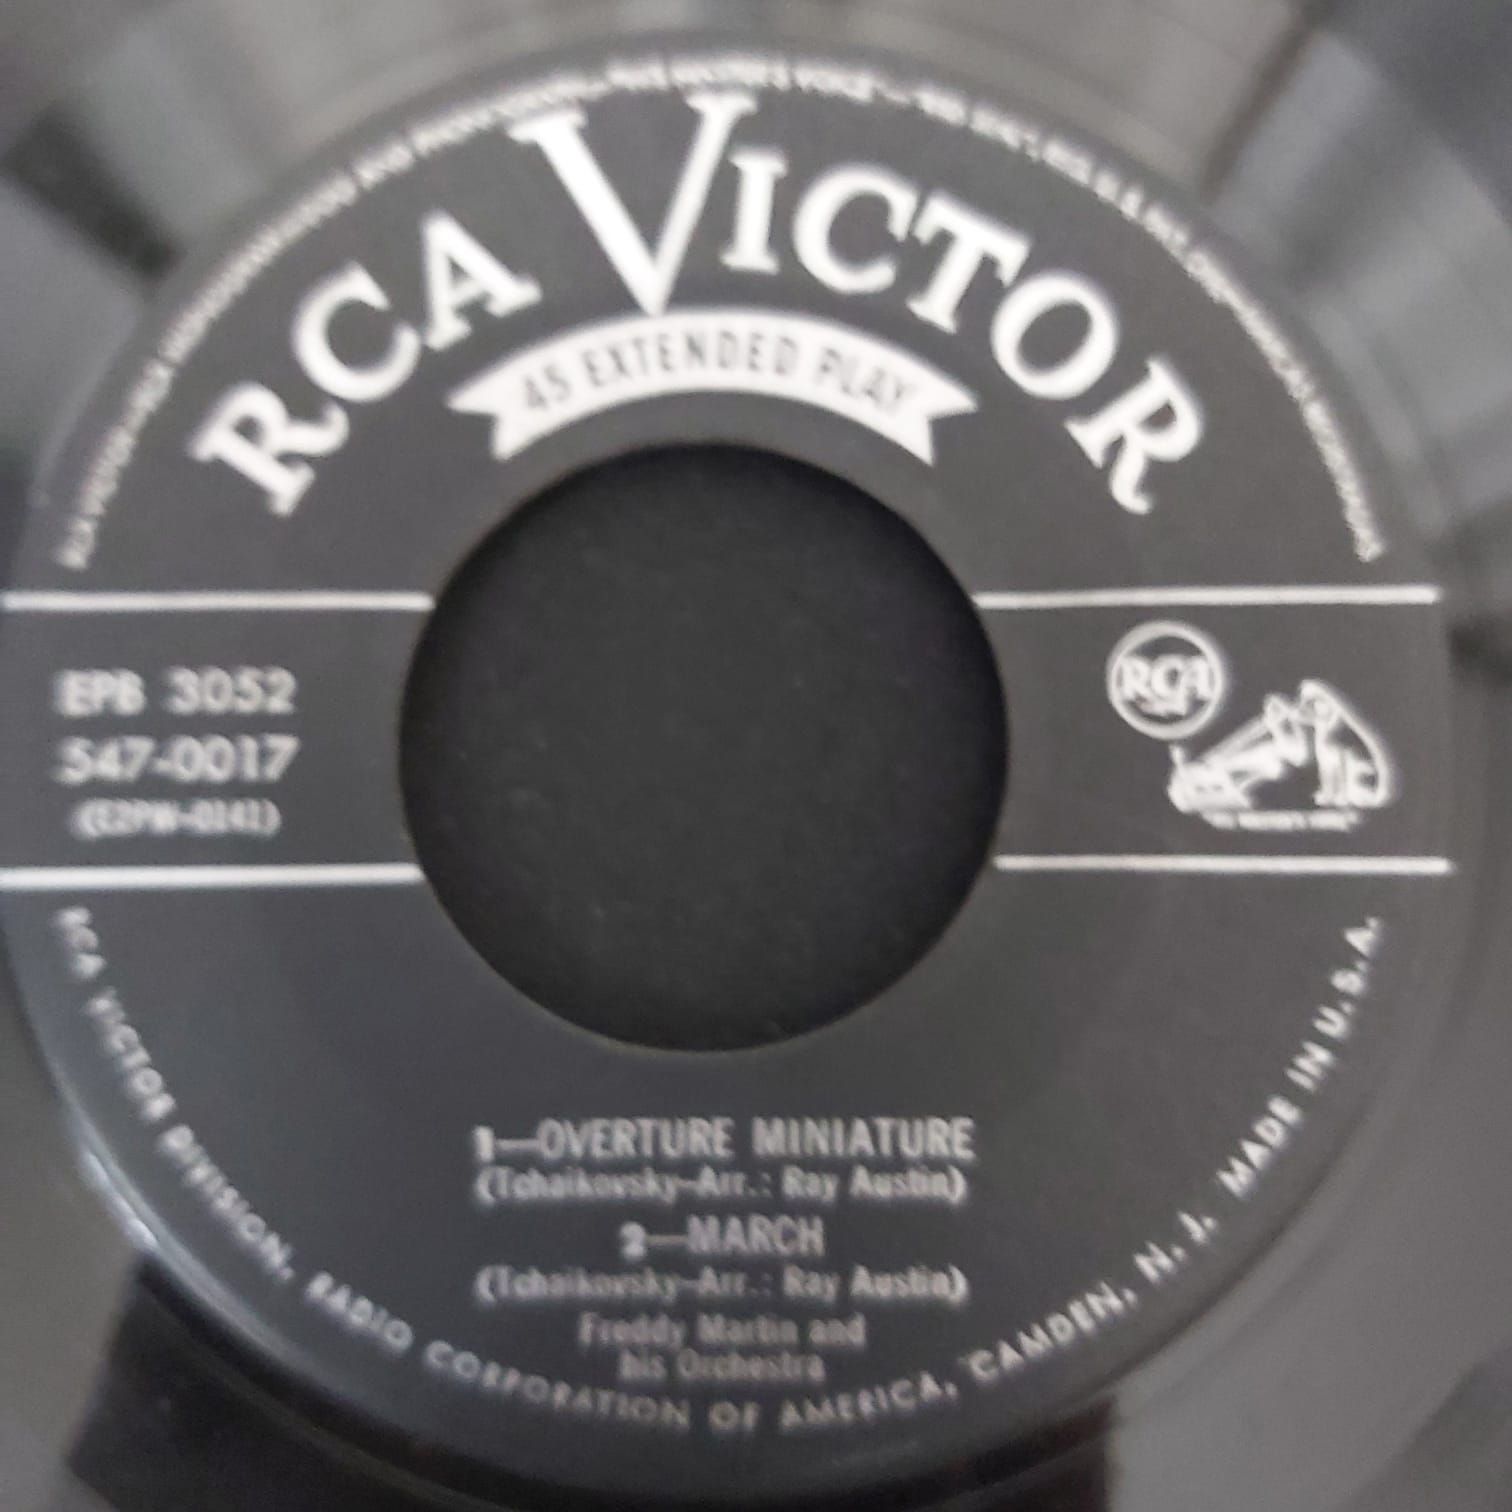 RCA VICTOR
45 EXTENDED PLAY
EPB 3052
547-0017
(E2PW-0141)
RCA
1—OVERTURE MINIATURE
(Tchaikovsky-Arr.: Ray Austin)
2—MARCH
(Tchaikovsky-Arr.: Ray Austin)
Freddy Martin and
his Orchestra
RCA VICTOR DIVISION, RADIO CORPORATION OF AMERICA, CAMDEN, N. J. MADE IN U.S.A.